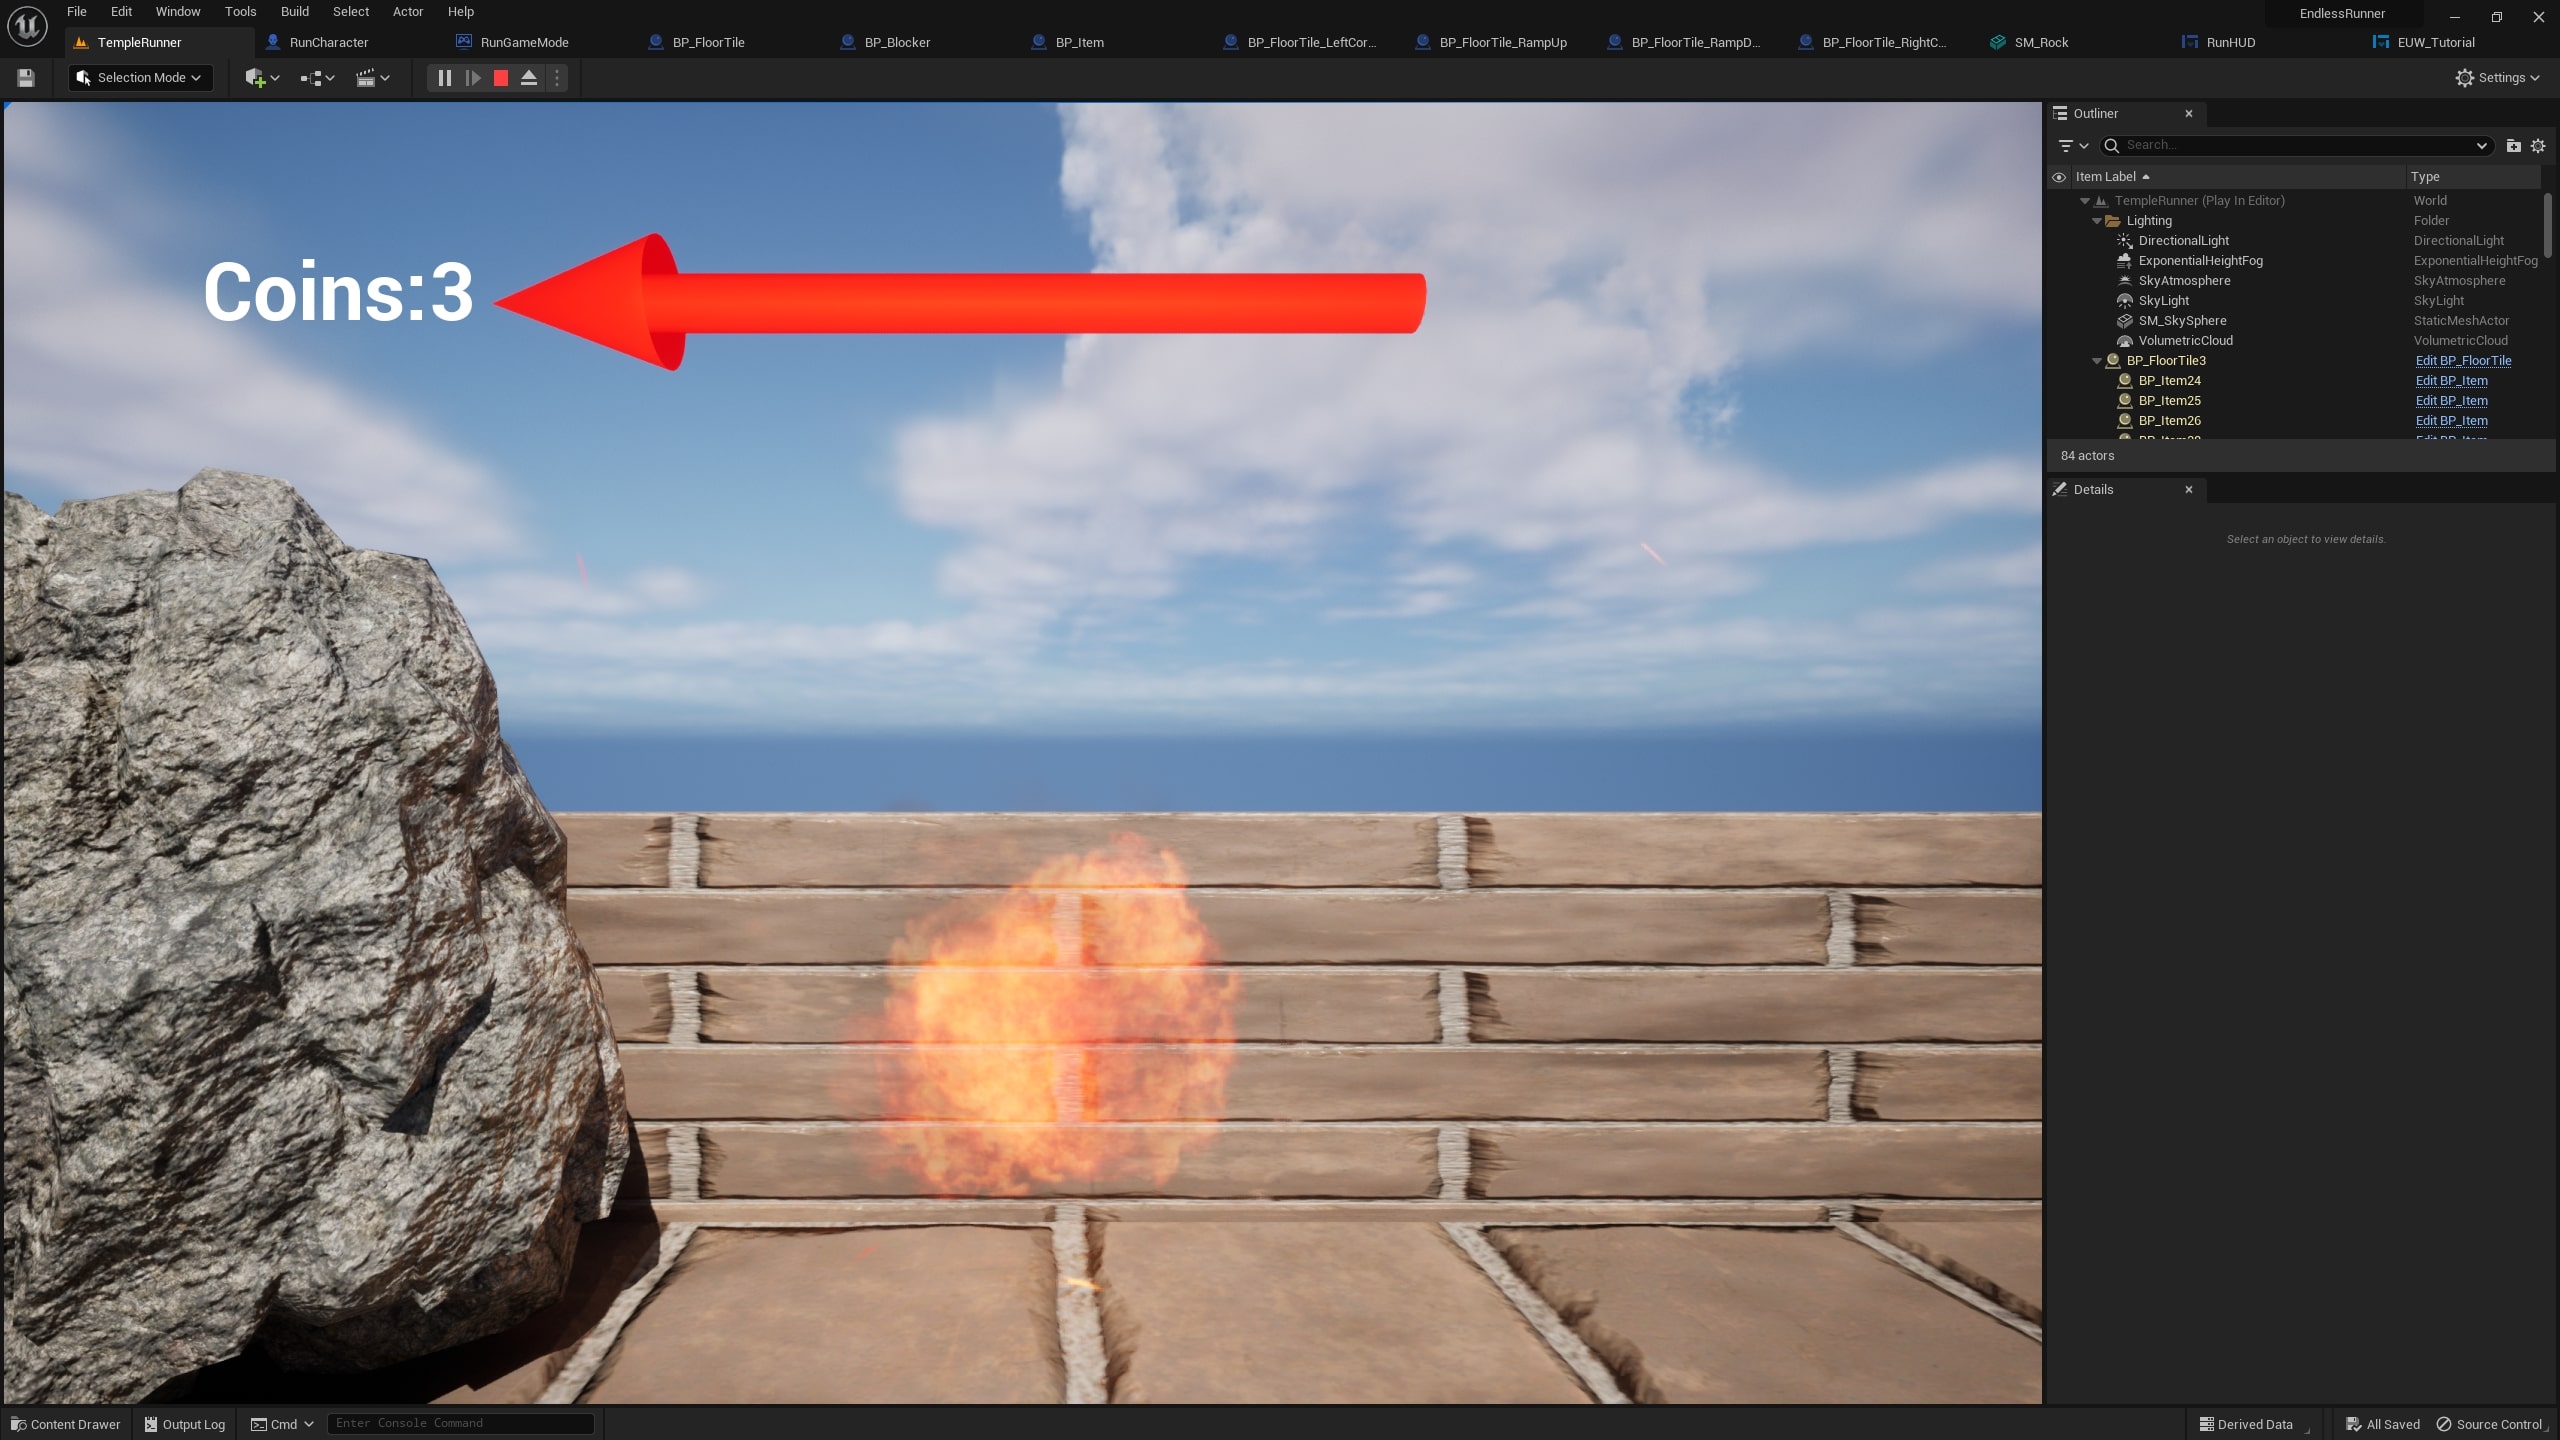 File Edit Window Tools Build Select Actor Help
EndlessRunner
TempleRunner RunCharacter RunGameMode BP_FloorTile BP_Blocker BP_Item BP_FloorTile_LeftCor... BP_FloorTile_RampUp BP_FloorTile_RampD... BP_FloorTile_RightC... SM_Rock RunHUD EUW_Tutorial
Selection Mode
Settings
Coins:3
Outliner
Search...
Item Label Type
TempleRunner (Play In Editor) World
Lighting Folder
DirectionalLight DirectionalLight
ExponentialHeightFog ExponentialHeightFog
SkyAtmosphere SkyAtmosphere
SkyLight SkyLight
SM_SkySphere StaticMeshActor
VolumetricCloud VolumetricCloud
BP_FloorTile3 Edit BP_FloorTile
BP_Item24 Edit BP_Item
BP_Item25 Edit BP_Item
BP_Item26 Edit BP_Item
84 actors
Details
Select an object to view details.
Content Drawer Output Log Cmd Enter Console Command
Derived Data All Saved Source Control